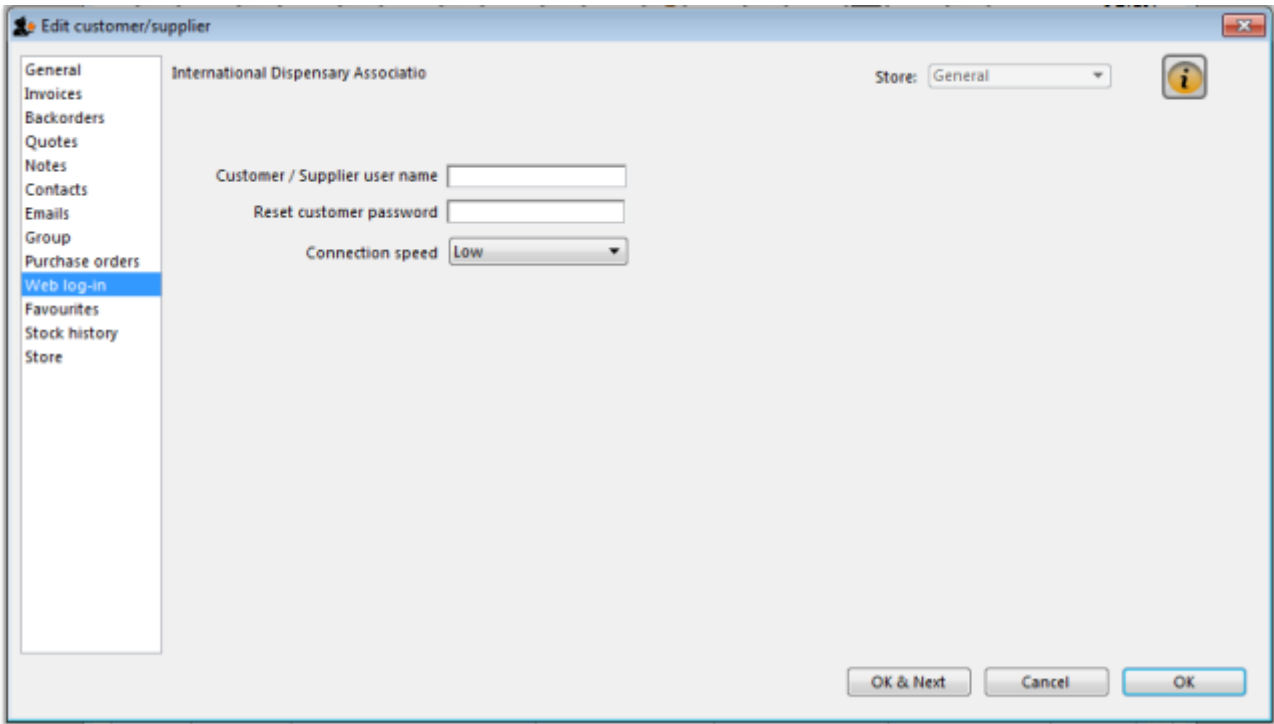 Edit customer/supplier
General
Invoices
Backorders
Quotes
Notes
Contacts
Emails
Group
Purchase orders
Web log-in
Favourites
Stock history
Store
International Dispensary Associatio
Store: General
Customer / Supplier user name
Reset customer password
Connection speed Low
OK & Next Cancel OK